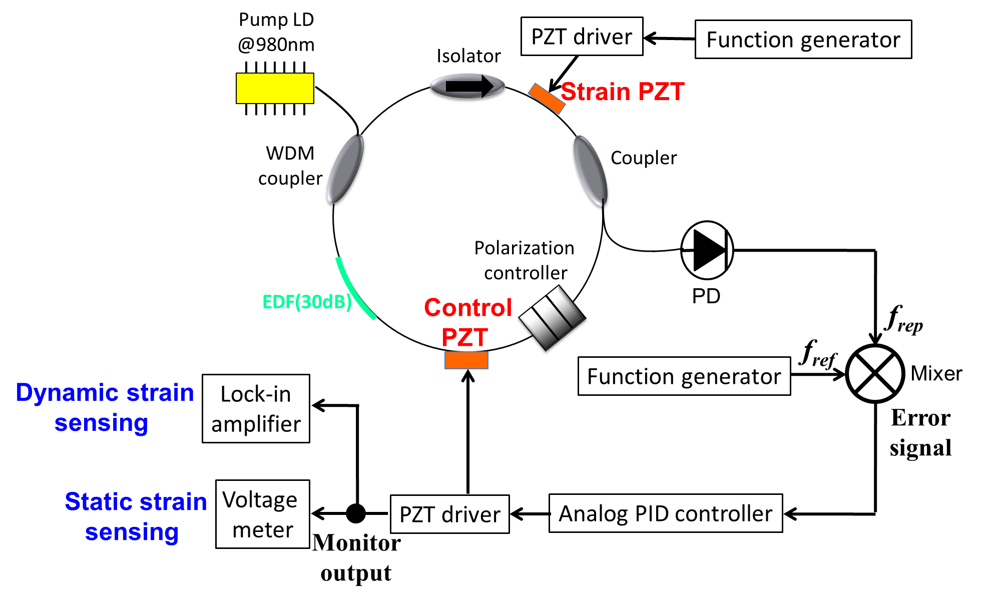 Pump LD
@980nm
Isolator
PZT driver
Function generator
Strain PZT
WDM
coupler
Coupler
Polarization
controller
EDF(30dB)
Control
PZT
PD
f_rep
f_ref
Function generator
Mixer
Error
signal
Dynamic strain
sensing
Lock-in
amplifier
Static strain
sensing
Voltage
meter
Monitor
output
PZT driver
Analog PID controller